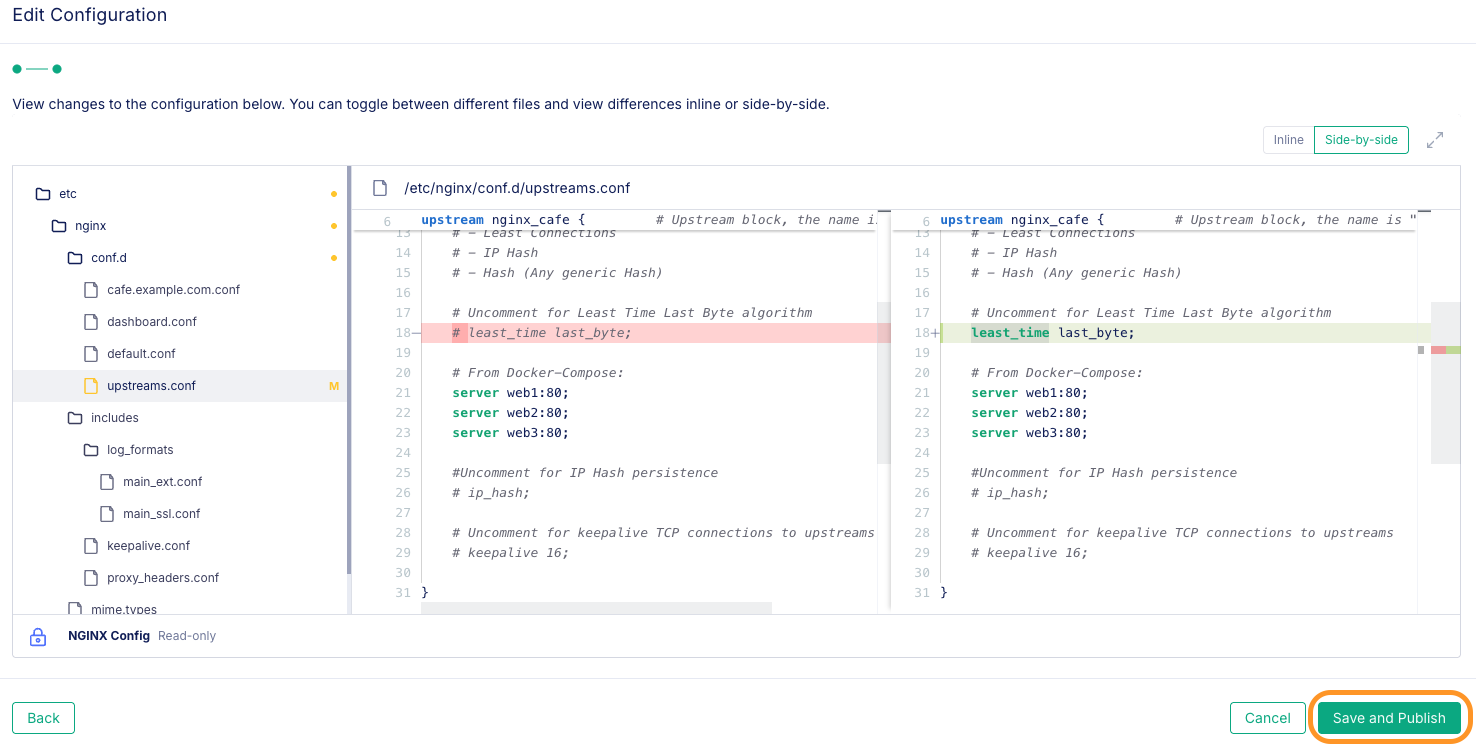 Edit Configuration
View changes to the configuration below. You can toggle between different files and view differences inline or side-by-side.
Inline
Side-by-side
etc
nginx
conf.d
cafe.example.com.conf
dashboard.conf
default.conf
upstreams.conf M
includes
log_formats
main_ext.conf
main_ssl.conf
keepalive.conf
proxy_headers.conf
mime.types
/etc/nginx/conf.d/upstreams.conf
6 upstream nginx_cafe { # Upstream block, the name i
13 # - Least Connections
14 # - IP Hash
15 # - Hash (Any generic Hash)
16
17 # Uncomment for Least Time Last Byte algorithm
18- # least_time last_byte;
19
20 # From Docker-Compose:
21 server web1:80;
22 server web2:80;
23 server web3:80;
24
25 #Uncomment for IP Hash persistence
26 # ip_hash;
27
28 # Uncomment for keepalive TCP connections to upstreams
29 # keepalive 16;
30
31 }
6 upstream nginx_cafe { # Upstream block, the name is "
13 # - Least Connections
14 # - IP Hash
15 # - Hash (Any generic Hash)
16
17 # Uncomment for Least Time Last Byte algorithm
18+ least_time last_byte;
19
20 # From Docker-Compose:
21 server web1:80;
22 server web2:80;
23 server web3:80;
24
25 #Uncomment for IP Hash persistence
26 # ip_hash;
27
28 # Uncomment for keepalive TCP connections to upstreams
29 # keepalive 16;
30
31 }
NGINX Config Read-only
Back
Cancel
Save and Publish